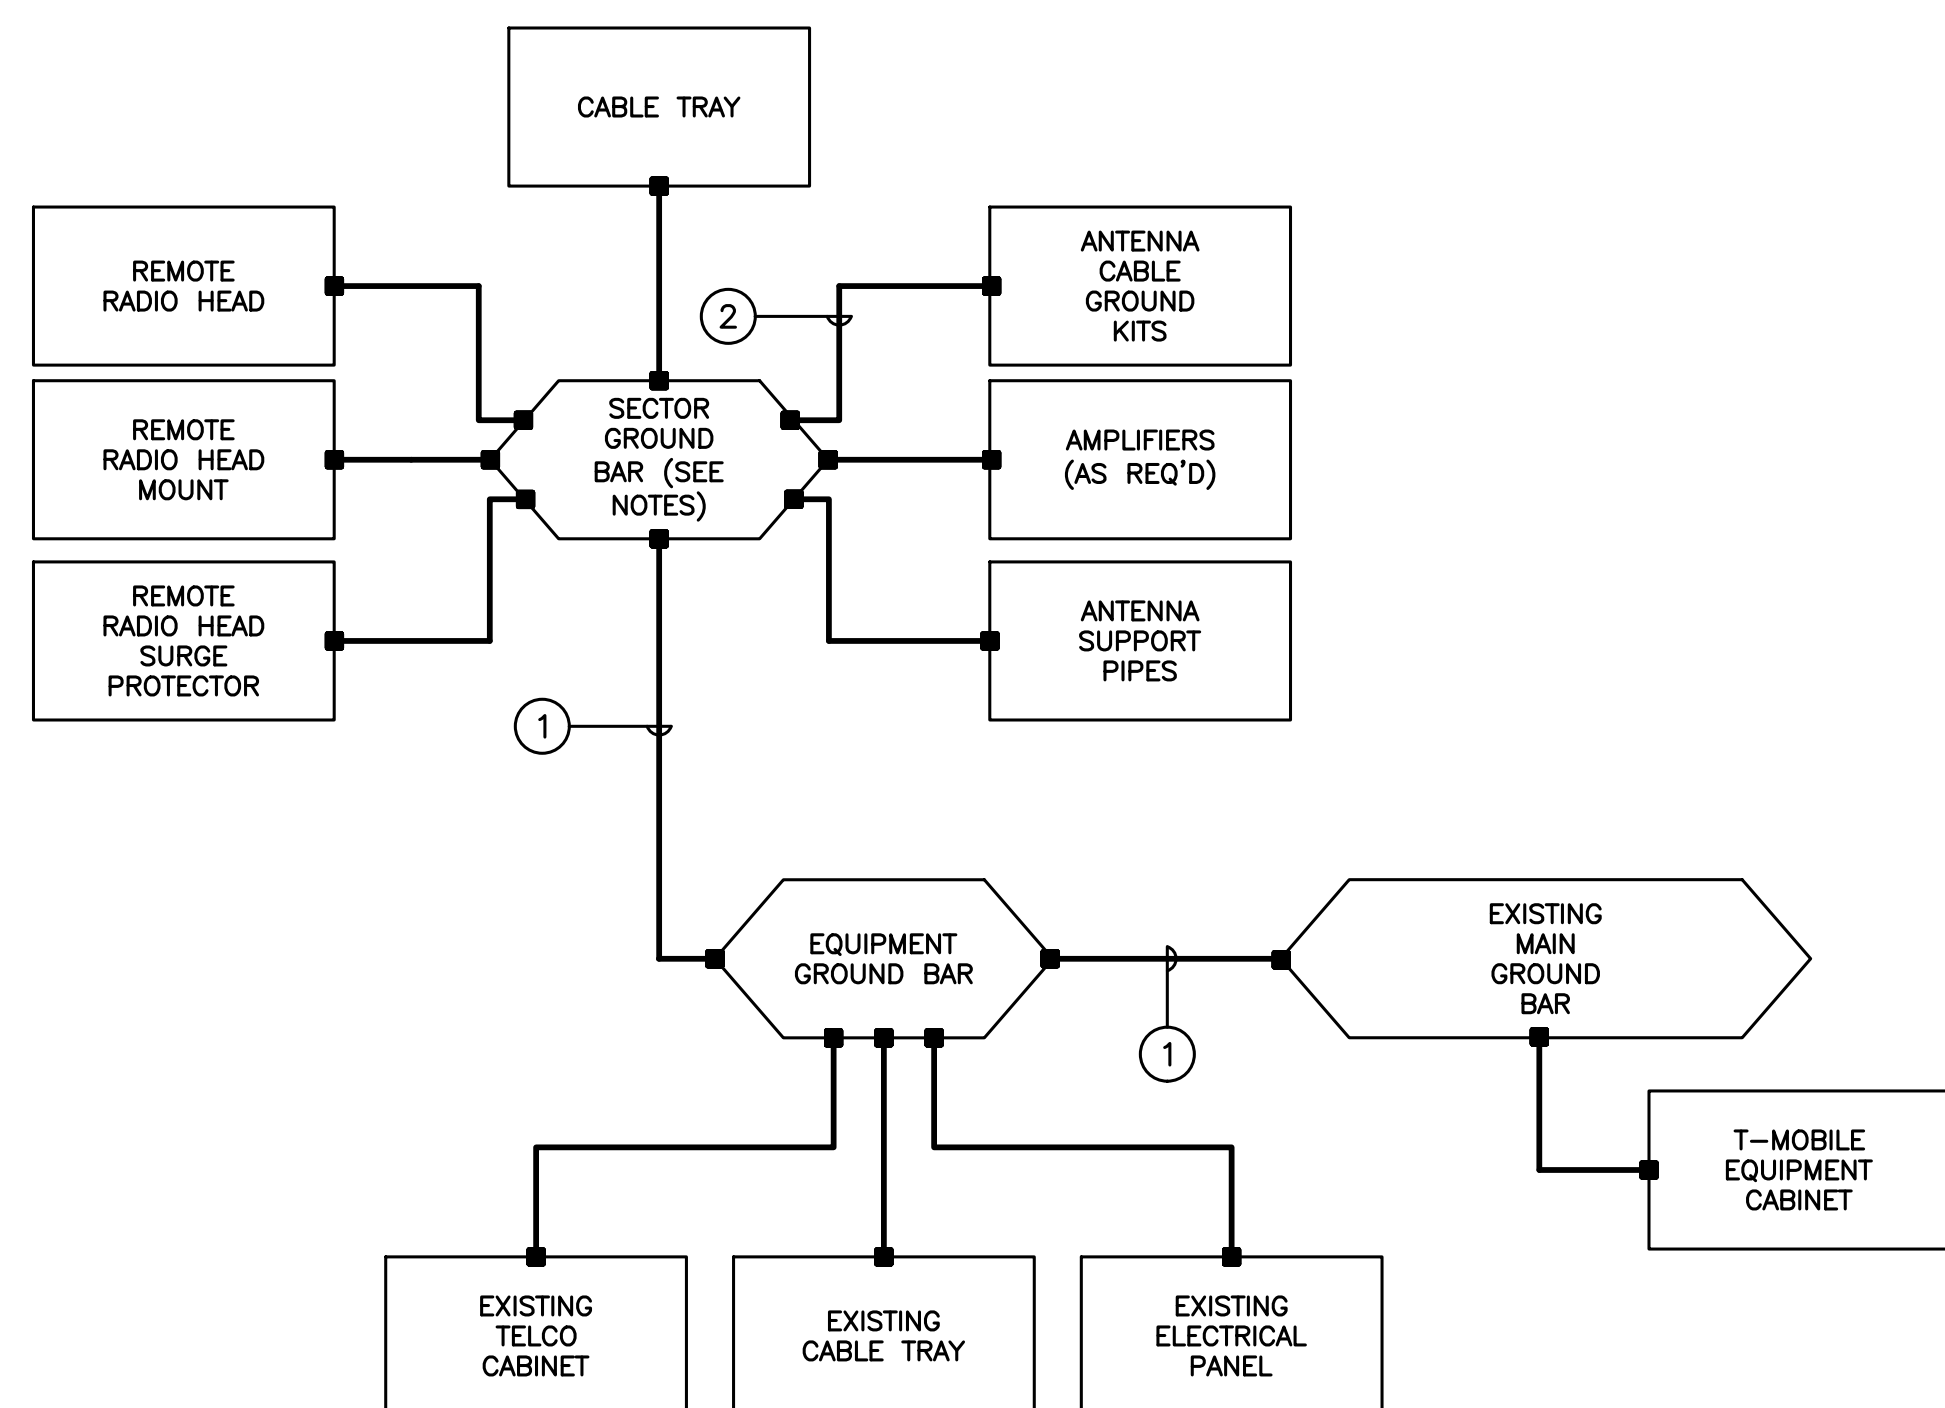 CABLE TRAY
REMOTE
RADIO HEAD
2
ANTENNA
CABLE
GROUND
KITS
REMOTE
RADIO HEAD
MOUNT
SECTOR
GROUND
BAR (SEE
NOTES)
AMPLIFIERS
(AS REQ'D)
REMOTE
RADIO HEAD
SURGE
PROTECTOR
ANTENNA
SUPPORT
PIPES
1
EQUIPMENT
GROUND BAR
EXISTING
MAIN
GROUND
BAR
1
T-MOBILE
EQUIPMENT
CABINET
EXISTING
TELCO
CABINET
EXISTING
CABLE TRAY
EXISTING
ELECTRICAL
PANEL